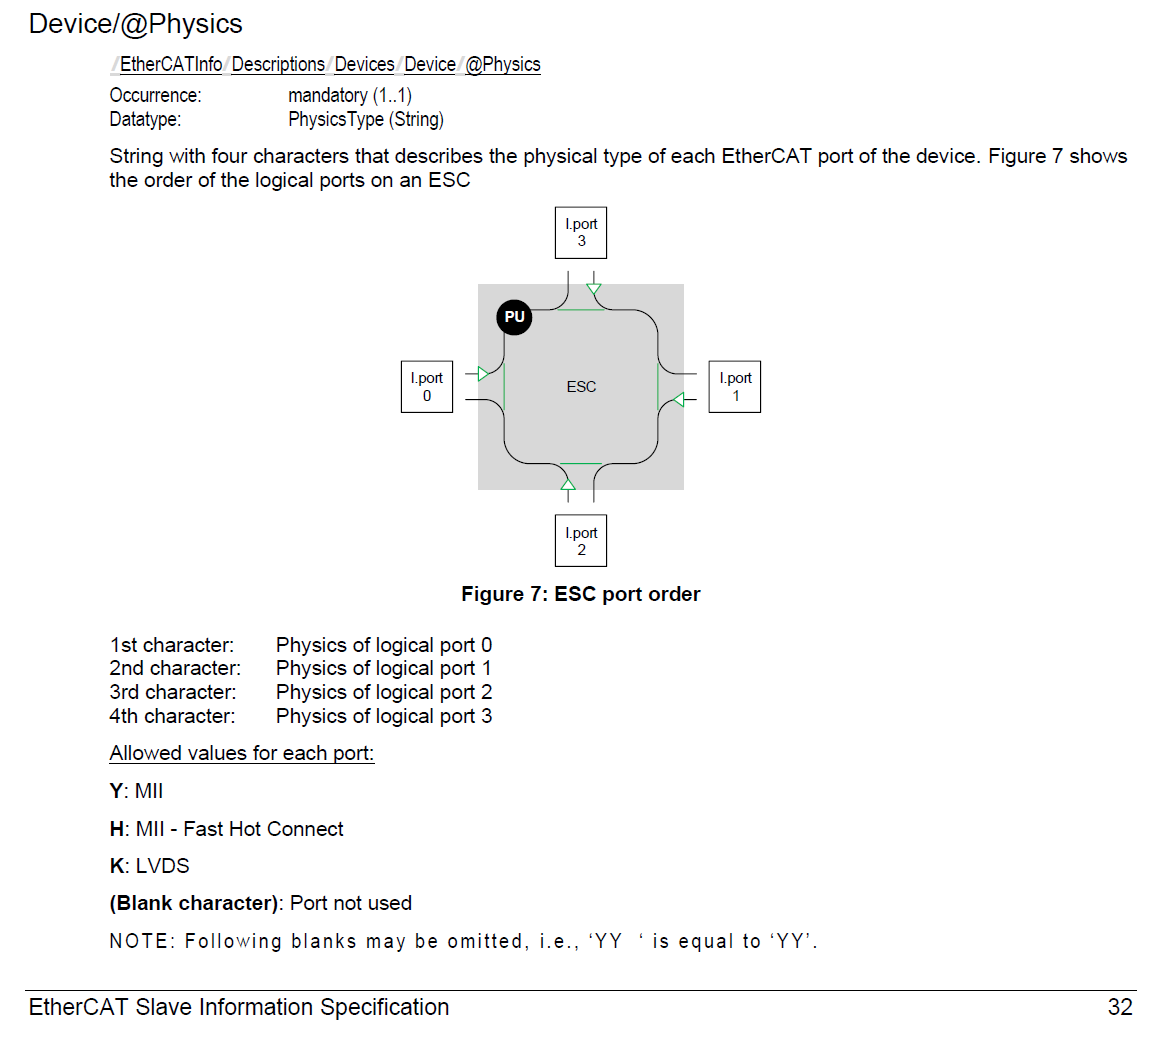 Device/@Physics
/EtherCATInfo/Descriptions/Devices/Device/@Physics
Occurrence: mandatory (1..1)
Datatype: PhysicsType (String)
String with four characters that describes the physical type of each EtherCAT port of the device. Figure 7 shows
the order of the logical ports on an ESC
l.port
3
PU
l.port
0
ESC
l.port
1
l.port
2
Figure 7: ESC port order
1st character: Physics of logical port 0
2nd character: Physics of logical port 1
3rd character: Physics of logical port 2
4th character: Physics of logical port 3
Allowed values for each port:
Y: MII
H: MII - Fast Hot Connect
K: LVDS
(Blank character): Port not used
NOTE: Following blanks may be omitted, i.e., ‘YY  ‘ is equal to ‘YY’.
EtherCAT Slave Information Specification 32